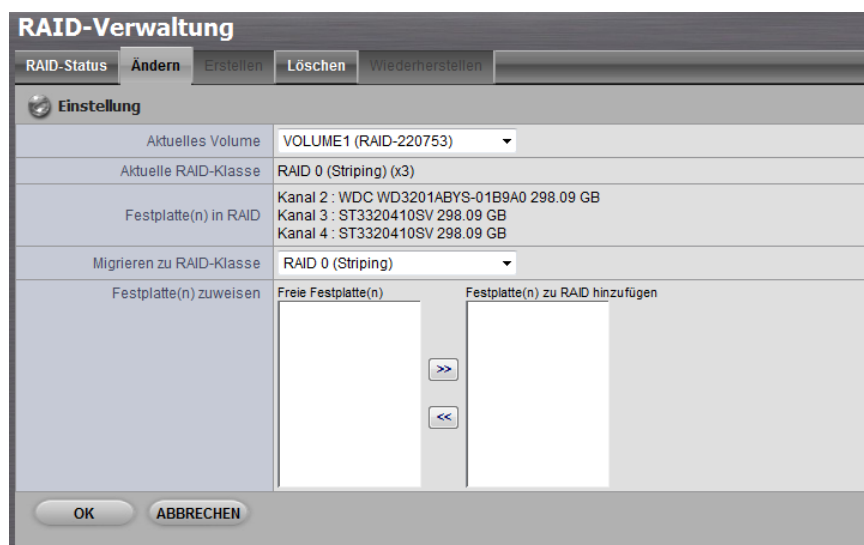 RAID-Verwaltung
RAID-Status Ändern Erstellen Löschen Wiederherstellen
Einstellung
Aktuelles Volume VOLUME1 (RAID-220753)
Aktuelle RAID-Klasse RAID 0 (Striping) (x3)
Festplatte(n) in RAID
Kanal 2 : WDC WD3201ABYS-01B9A0 298.09 GB
Kanal 3 : ST3320410SV 298.09 GB
Kanal 4 : ST3320410SV 298.09 GB
Migrieren zu RAID-Klasse RAID 0 (Striping)
Festplatte(n) zuweisen Freie Festplatte(n) Festplatte(n) zu RAID hinzufügen
>>
<<
OK ABBRECHEN